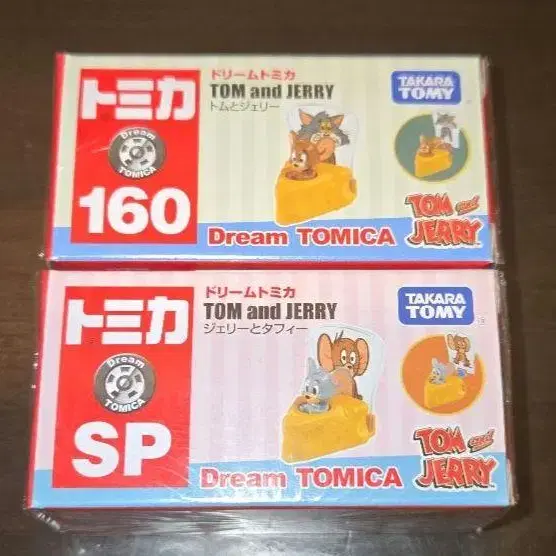 トミカ
Dream
TOMICA
160
ドリームトミカ
TOM and JERRY
トムとジェリー
TAKARA
TOMY
Dream TOMICA
TOM and
JERRY
トミカ
Dream
TOMICA
SP
ドリームトミカ
TOM and JERRY
ジェリーとタフィー
TAKARA
TOMY
Dream TOMICA
TOM and
JERRY